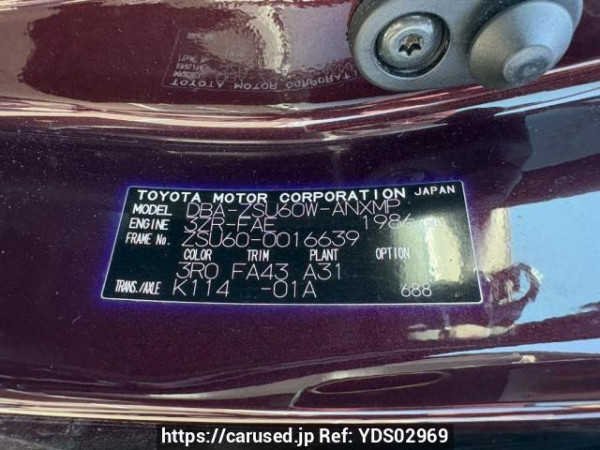 TOYOTA MOTOR CORPORATION JAPAN
MODEL DBA-ZSU60W-ANXMP
ENGINE 3ZR-FAE 1986
FRAME No. ZSU60-0016639
COLOR TRIM PLANT OPTION
3R0 FA43 A31
TRANS./AXLE K114 -01A 688
https://carused.jp Ref: YDS02969